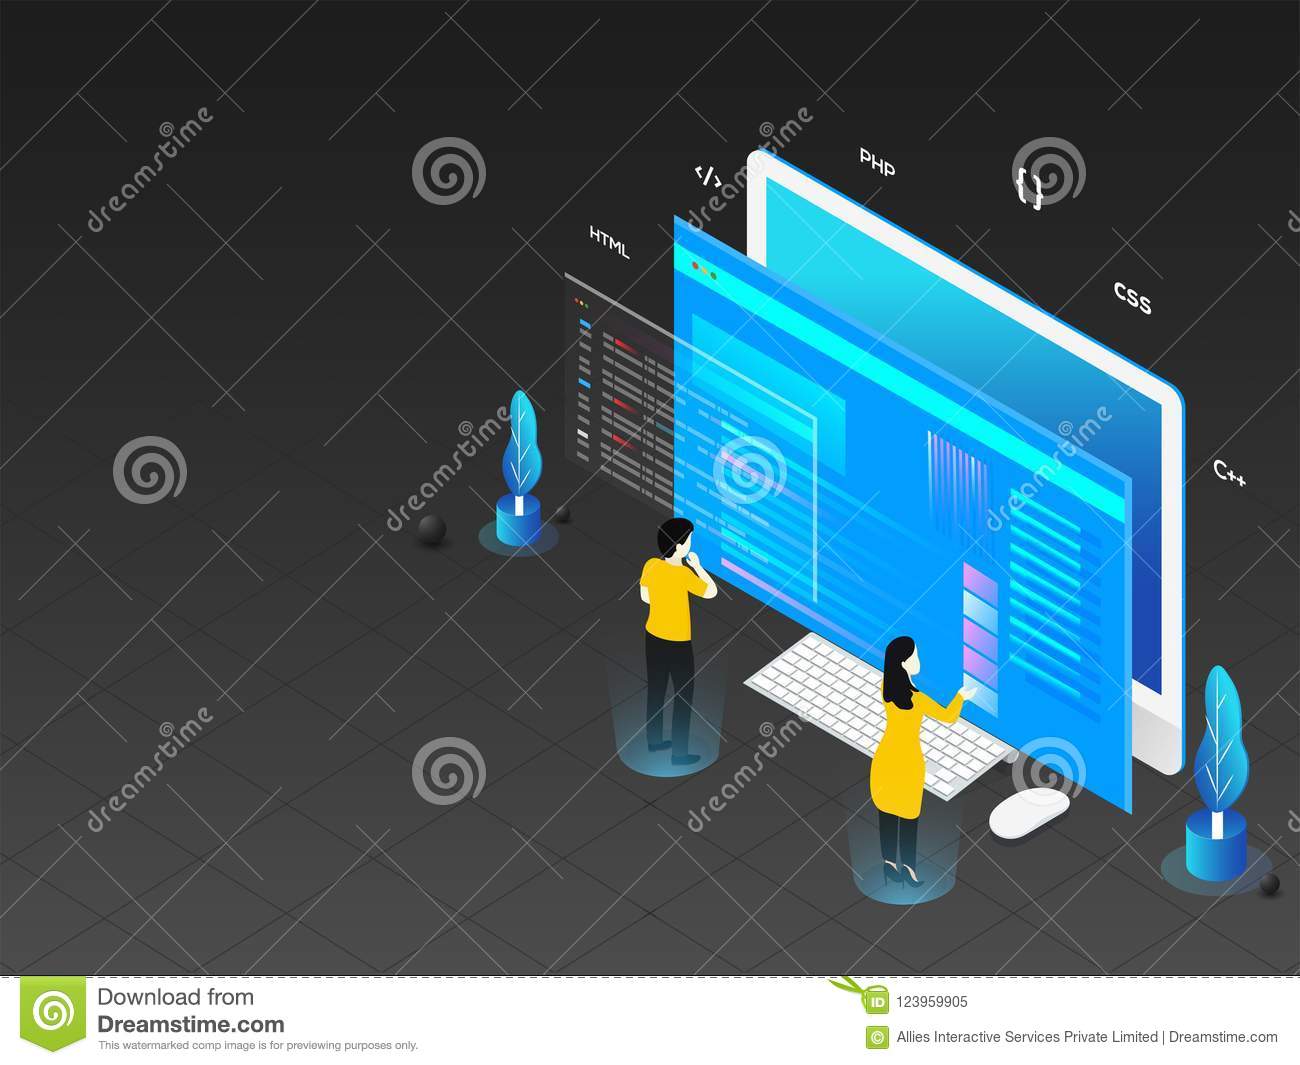 </>
PHP
{}
HTML
CSS
C++
dreamstime
dreamstime
dreamstime
dreamstime
dreamstime
dreamstime
dreamstime
Download from
Dreamstime.com
This watermarked comp image is for previewing purposes only.
ID 123959905
© Allies Interactive Services Private Limited | Dreamstime.com